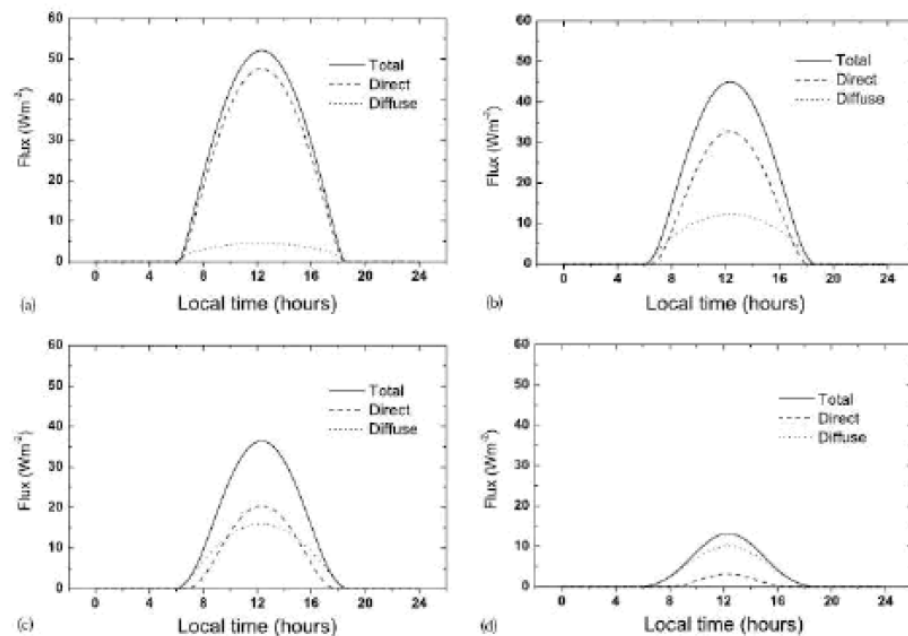 60
50
40
30
20
10
0
Flux (Wm-2)
Total
Direct
Diffuse
0 4 8 12 16 20 24
Local time (hours)
(a)
60
50
40
30
20
10
0
Flux (Wm-2)
Total
Direct
Diffuse
0 4 8 12 16 20 24
Local time (hours)
(b)
60
50
40
30
20
10
0
Flux (Wm-2)
Total
Direct
Diffuse
0 4 8 12 16 20 24
Local time (hours)
(c)
60
50
40
30
20
10
0
Flux (Wm-2)
Total
Direct
Diffuse
0 4 8 12 16 20 24
Local time (hours)
(d)